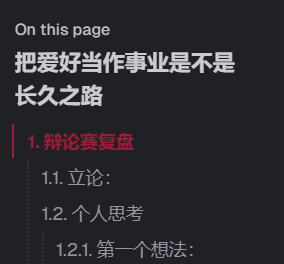 On this page
把爱好当作事业是不是
长久之路
1. 辩论赛复盘
1.1. 立论：
1.2. 个人思考
1.2.1. 第一个想法：